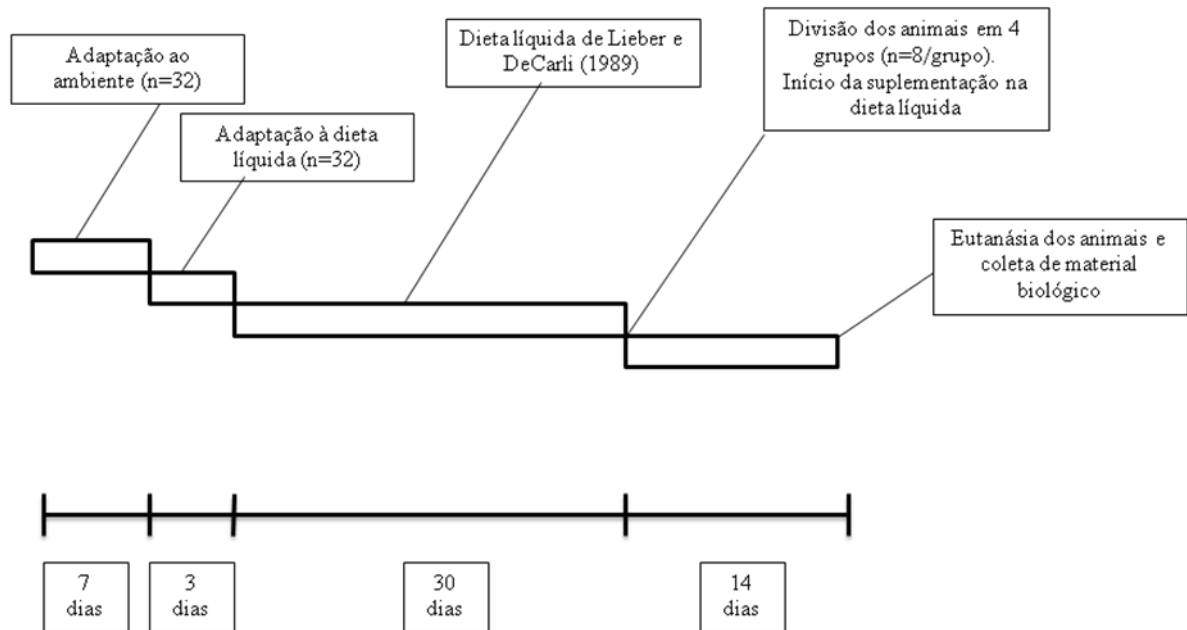 Adaptação ao
ambiente (n=32)
Adaptação à dieta
líquida (n=32)
Dieta líquida de Lieber e
DeCarli (1989)
Divisão dos animais em 4
grupos (n=8/grupo).
Início da suplementação na
dieta líquida
Eutanásia dos animais e
coleta de material
biológico
7
dias
3
dias
30
dias
14
dias